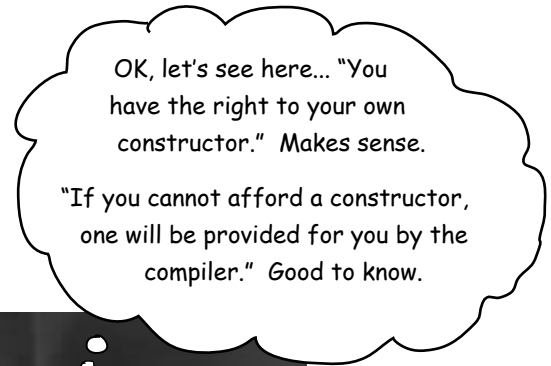 OK, let's see here... “You
have the right to your own
constructor.” Makes sense.
“If you cannot afford a constructor,
one will be provided for you by the
compiler.” Good to know.